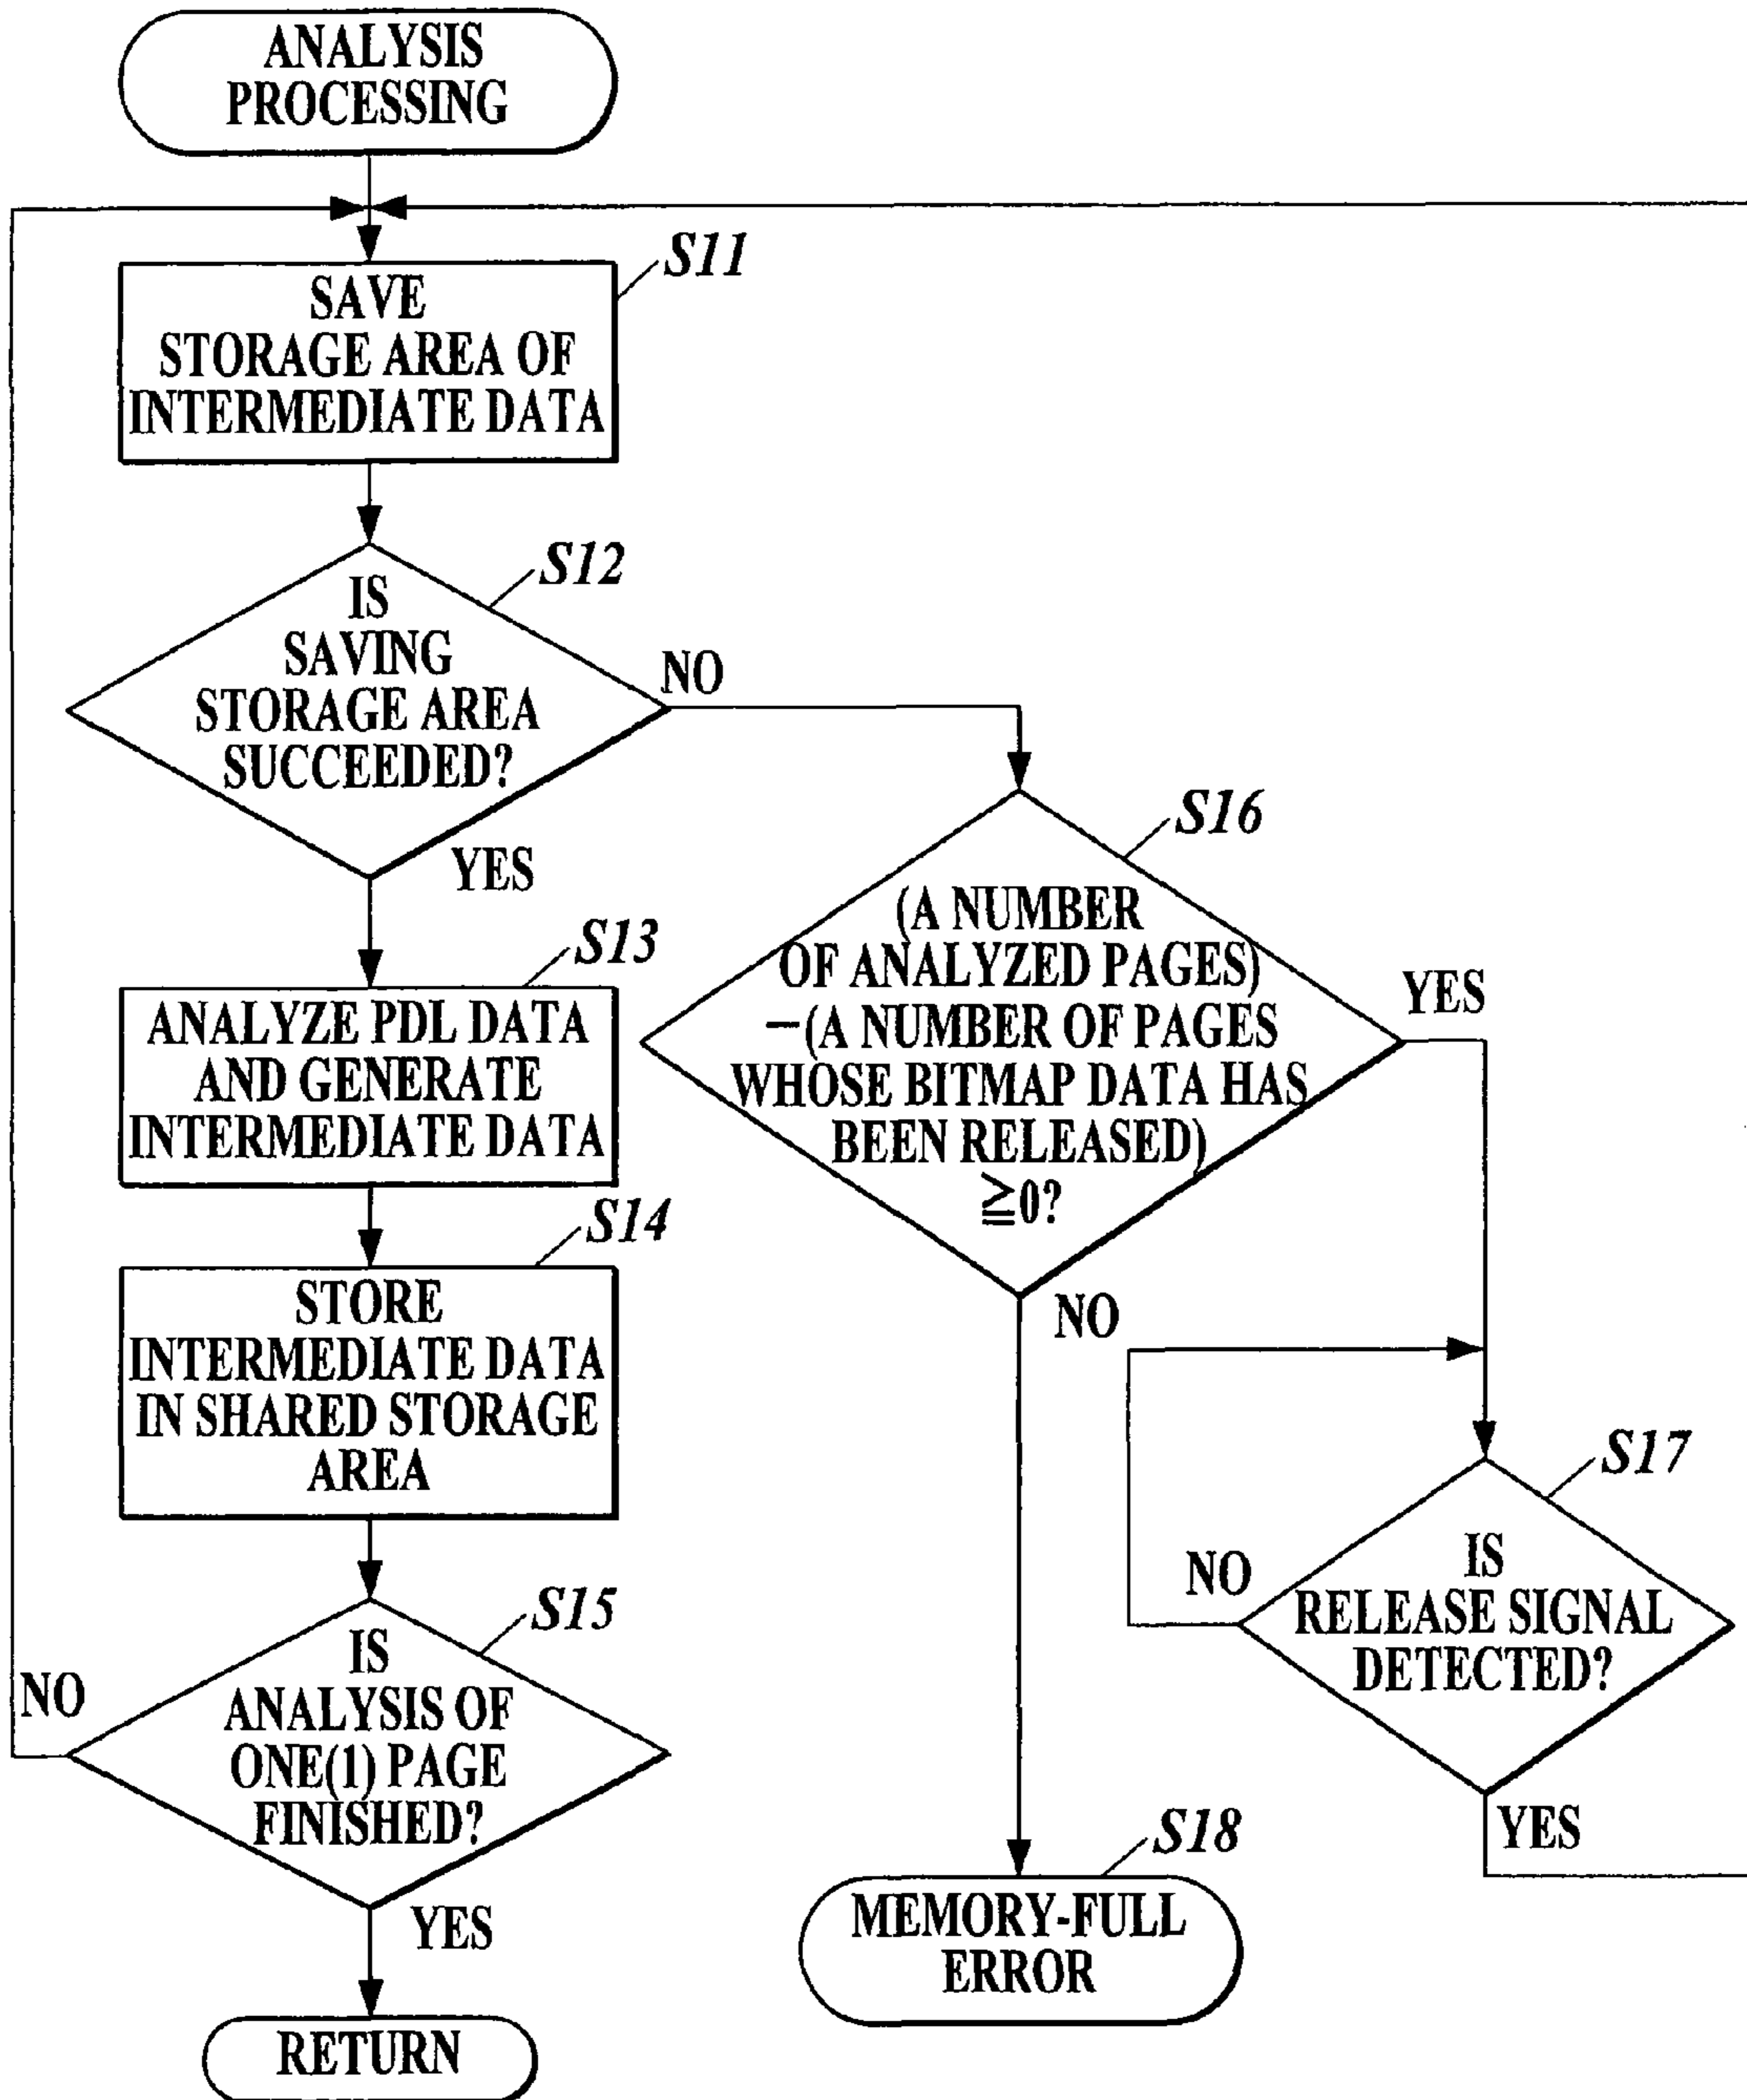 ANALYSIS
PROCESSING
S11
SAVE
STORAGE AREA OF
INTERMEDIATE DATA
S12
IS
SAVING
STORAGE AREA
SUCCEEDED?
NO
YES
S13
ANALYZE PDL DATA
AND GENERATE
INTERMEDIATE DATA
S14
STORE
INTERMEDIATE DATA
IN SHARED STORAGE
AREA
S15
IS
ANALYSIS OF
ONE(1) PAGE
FINISHED?
NO
YES
RETURN
S16
(A NUMBER
OF ANALYZED PAGES)
—(A NUMBER OF PAGES
WHOSE BITMAP DATA HAS
BEEN RELEASED)
≧0?
YES
NO
S17
IS
RELEASE SIGNAL
DETECTED?
NO
YES
S18
MEMORY-FULL
ERROR